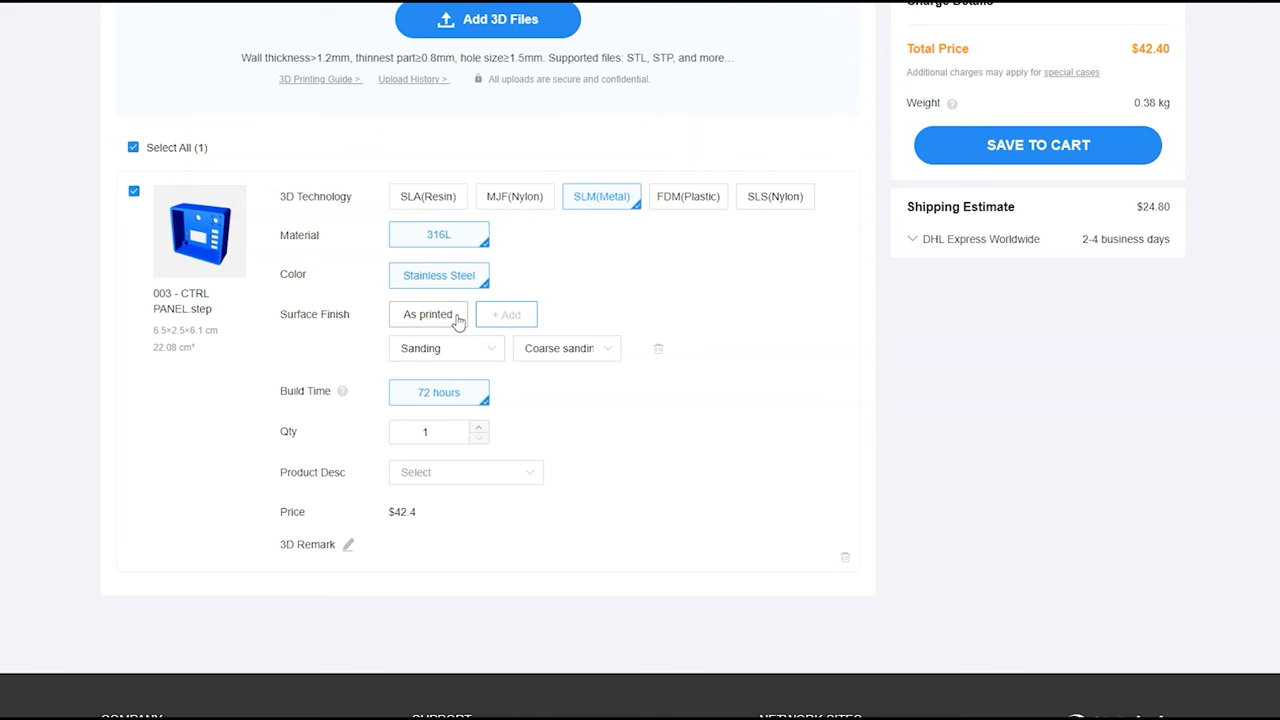 Charge Details
Add 3D Files
Total Price $42.40
Wall thickness>1.2mm, thinnest part≥0.8mm, hole size≥1.5mm. Supported files: STL, STP, and more…
Additional charges may apply for special cases
3D Printing Guide > Upload History > All uploads are secure and confidential.
Weight ? 0.38 kg
SAVE TO CART
Select All (1)
3D Technology SLA(Resin) MJF(Nylon) SLM(Metal) FDM(Plastic) SLS(Nylon)
Shipping Estimate $24.80
Material 316L
DHL Express Worldwide 2-4 business days
Color Stainless Steel
003 - CTRL
PANEL.step
6.5×2.5×6.1 cm
22.08 cm³
Surface Finish As printed + Add
Sanding Coarse sandin
Build Time ? 72 hours
Qty 1
Product Desc Select
Price $42.4
3D Remark
COMPANY SUPPORT NETWORK SITES